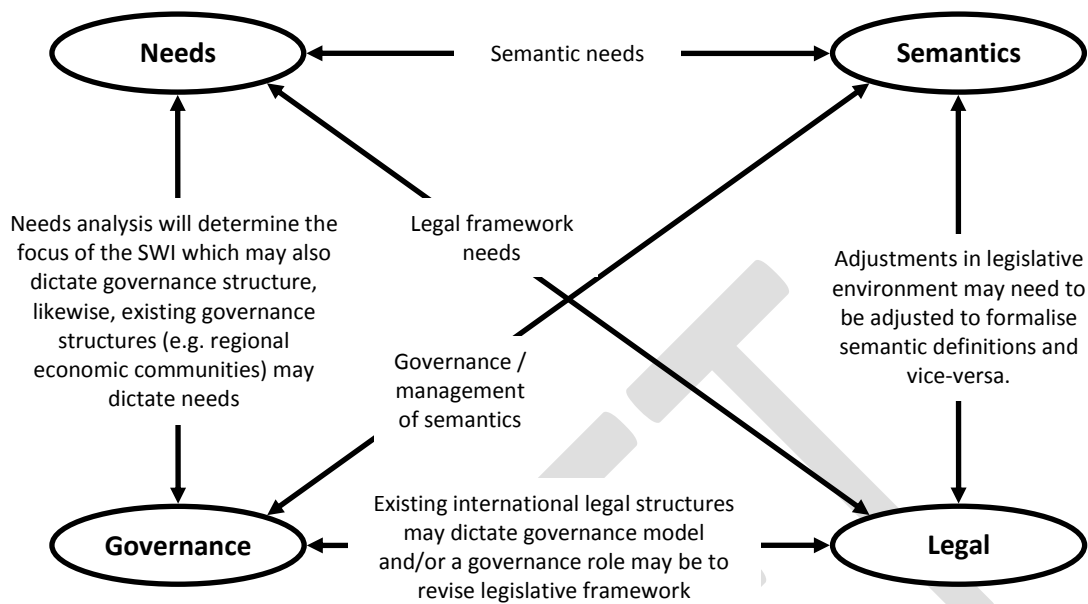 Needs
Semantic needs
Semantics
Needs analysis will determine the
focus of the SWI which may also
dictate governance structure,
likewise, existing governance
structures (e.g. regional
economic communities) may
dictate needs
Legal framework
needs
Adjustments in legislative
environment may need to
be adjusted to formalise
semantic definitions and
vice-versa.
Governance /
management
of semantics
Governance
Existing international legal structures
may dictate governance model
and/or a governance role may be to
revise legislative framework
Legal